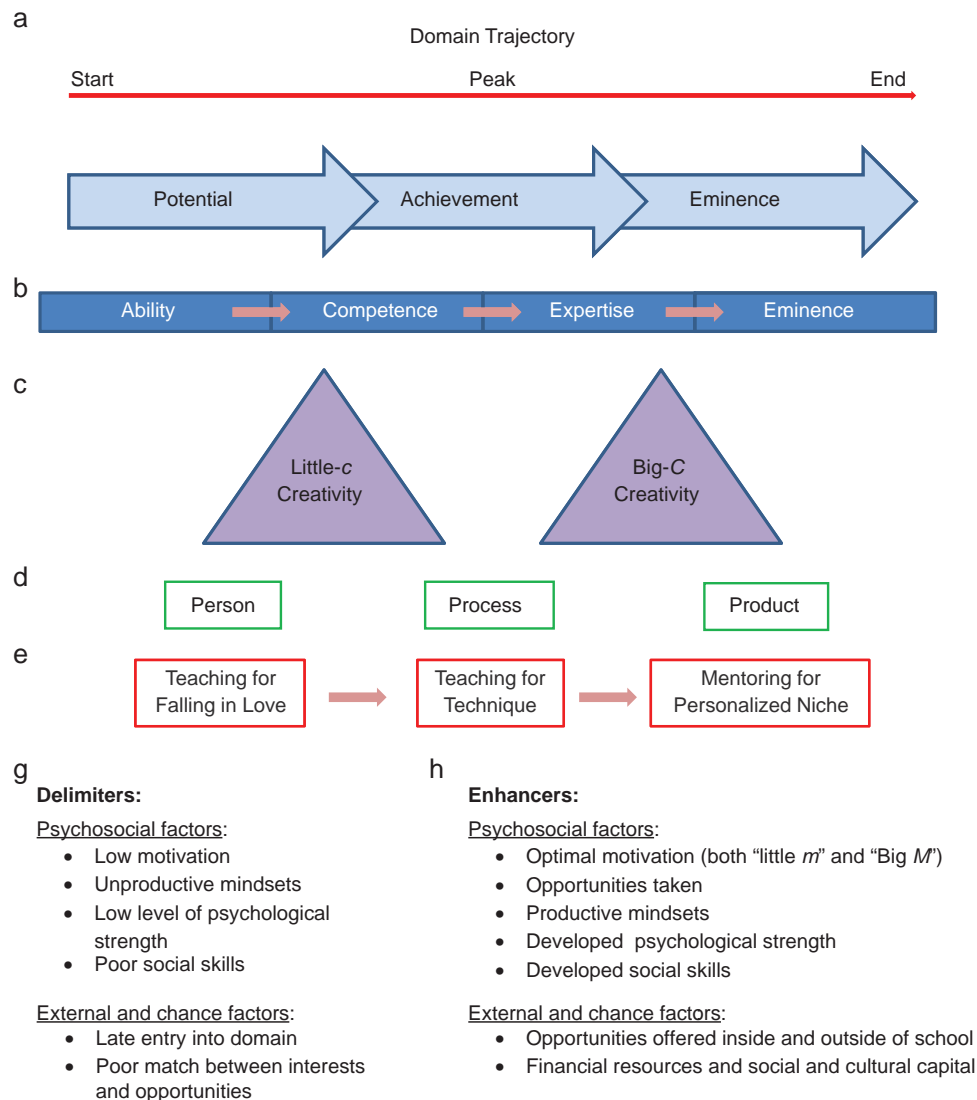 a
Domain Trajectory
Start Peak End
Potential Achievement Eminence
b
Ability Competence Expertise Eminence
c
Little-c
Creativity
Big-C
Creativity
d
Person Process Product
e
Teaching for
Falling in Love
Teaching for
Technique
Mentoring for
Personalized Niche
g
Delimiters:
Psychosocial factors:
• Low motivation
• Unproductive mindsets
• Low level of psychological
strength
• Poor social skills
External and chance factors:
• Late entry into domain
• Poor match between interests
and opportunities
h
Enhancers:
Psychosocial factors:
• Optimal motivation (both “little m” and “Big M”)
• Opportunities taken
• Productive mindsets
• Developed psychological strength
• Developed social skills
External and chance factors:
• Opportunities offered inside and outside of school
• Financial resources and social and cultural capital